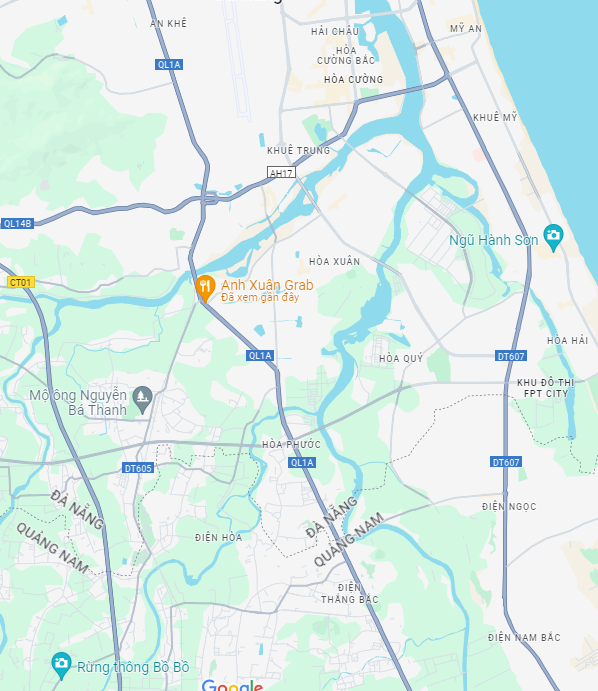 AN KHÊ
MỸ AN
HẢI CHÂU
HÒA
CƯỜNG BẮC
QL1A
HÒA CƯỜNG
KHUÊ MỸ
KHUÊ TRUNG
AH17
QL14B
Ngũ Hành Sơn
HÒA XUÂN
CT01
Anh Xuân Grab
Đã xem gần đây
HÒA HẢI
QL1A
HÒA QUÝ
DT607
KHU ĐÔ THỊ
FPT CITY
Mộ ông Nguyễn
Bá Thanh
HÒA PHƯỚC
QL1A
DT605
DT607
ĐÀ NẴNG
QUẢNG NAM
ĐÀ NẴNG
QUẢNG NAM
ĐIỆN NGỌC
ĐIỆN HÒA
ĐIỆN
THẮNG BẮC
ĐIỆN NAM BẮC
Rừng thông Bồ Bồ
Google